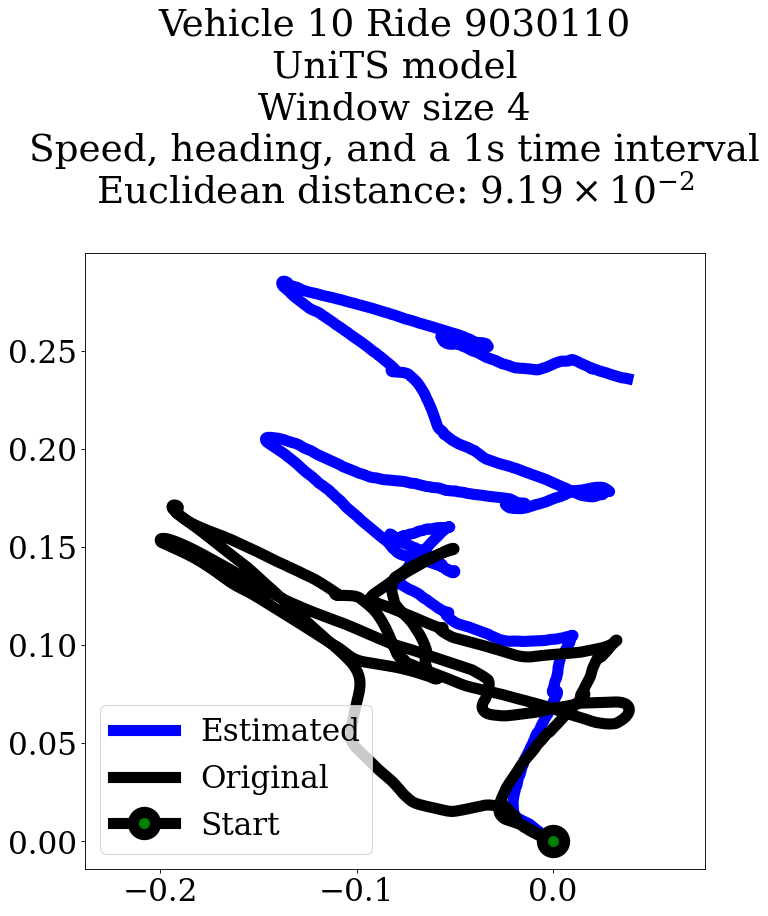 Vehicle 10 Ride 9030110
UniTS model
Window size 4
Speed, heading, and a 1s time interval
Euclidean distance: 9.19 × 10⁻²
0.25
0.20
0.15
0.10
0.05
0.00
Estimated
Original
Start
−0.2 −0.1 0.0